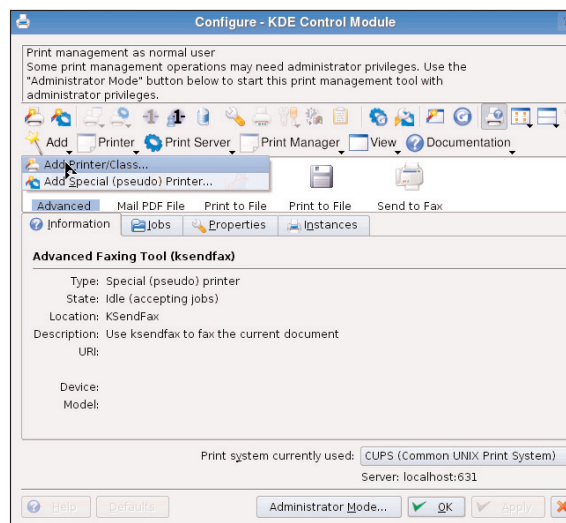 Configure - KDE Control Module
Print management as normal user
Some print management operations may need administrator privileges. Use the
"Administrator Mode" button below to start this print management tool with
administrator privileges.
Add Printer Print Server Print Manager View Documentation
Add Printer/Class...
Add Special (pseudo) Printer...
Advanced Mail PDF File Print to File Print to File Send to Fax
Information Jobs Properties Instances
Advanced Faxing Tool (ksendfax)
Type: Special (pseudo) printer
State: Idle (accepting jobs)
Location: KSendFax
Description: Use ksendfax to fax the current document
URI:
Device:
Model:
Print system currently used: CUPS (Common UNIX Print System)
Server: localhost:631
Help Defaults Administrator Mode... OK Apply